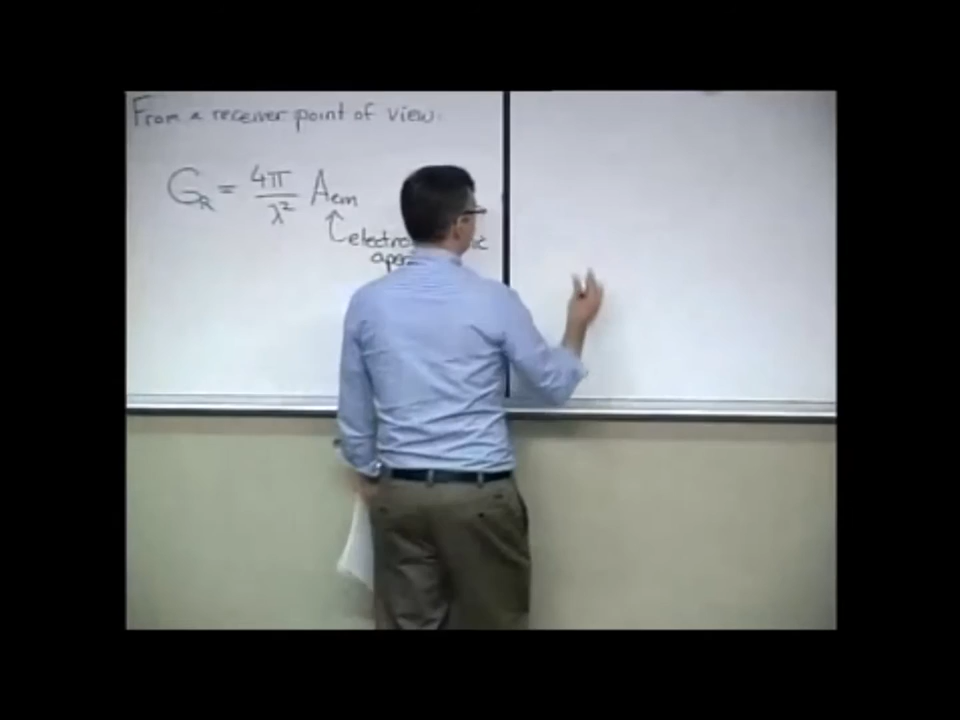 From a receiver point of view:
G_R = 4π/λ² A_em